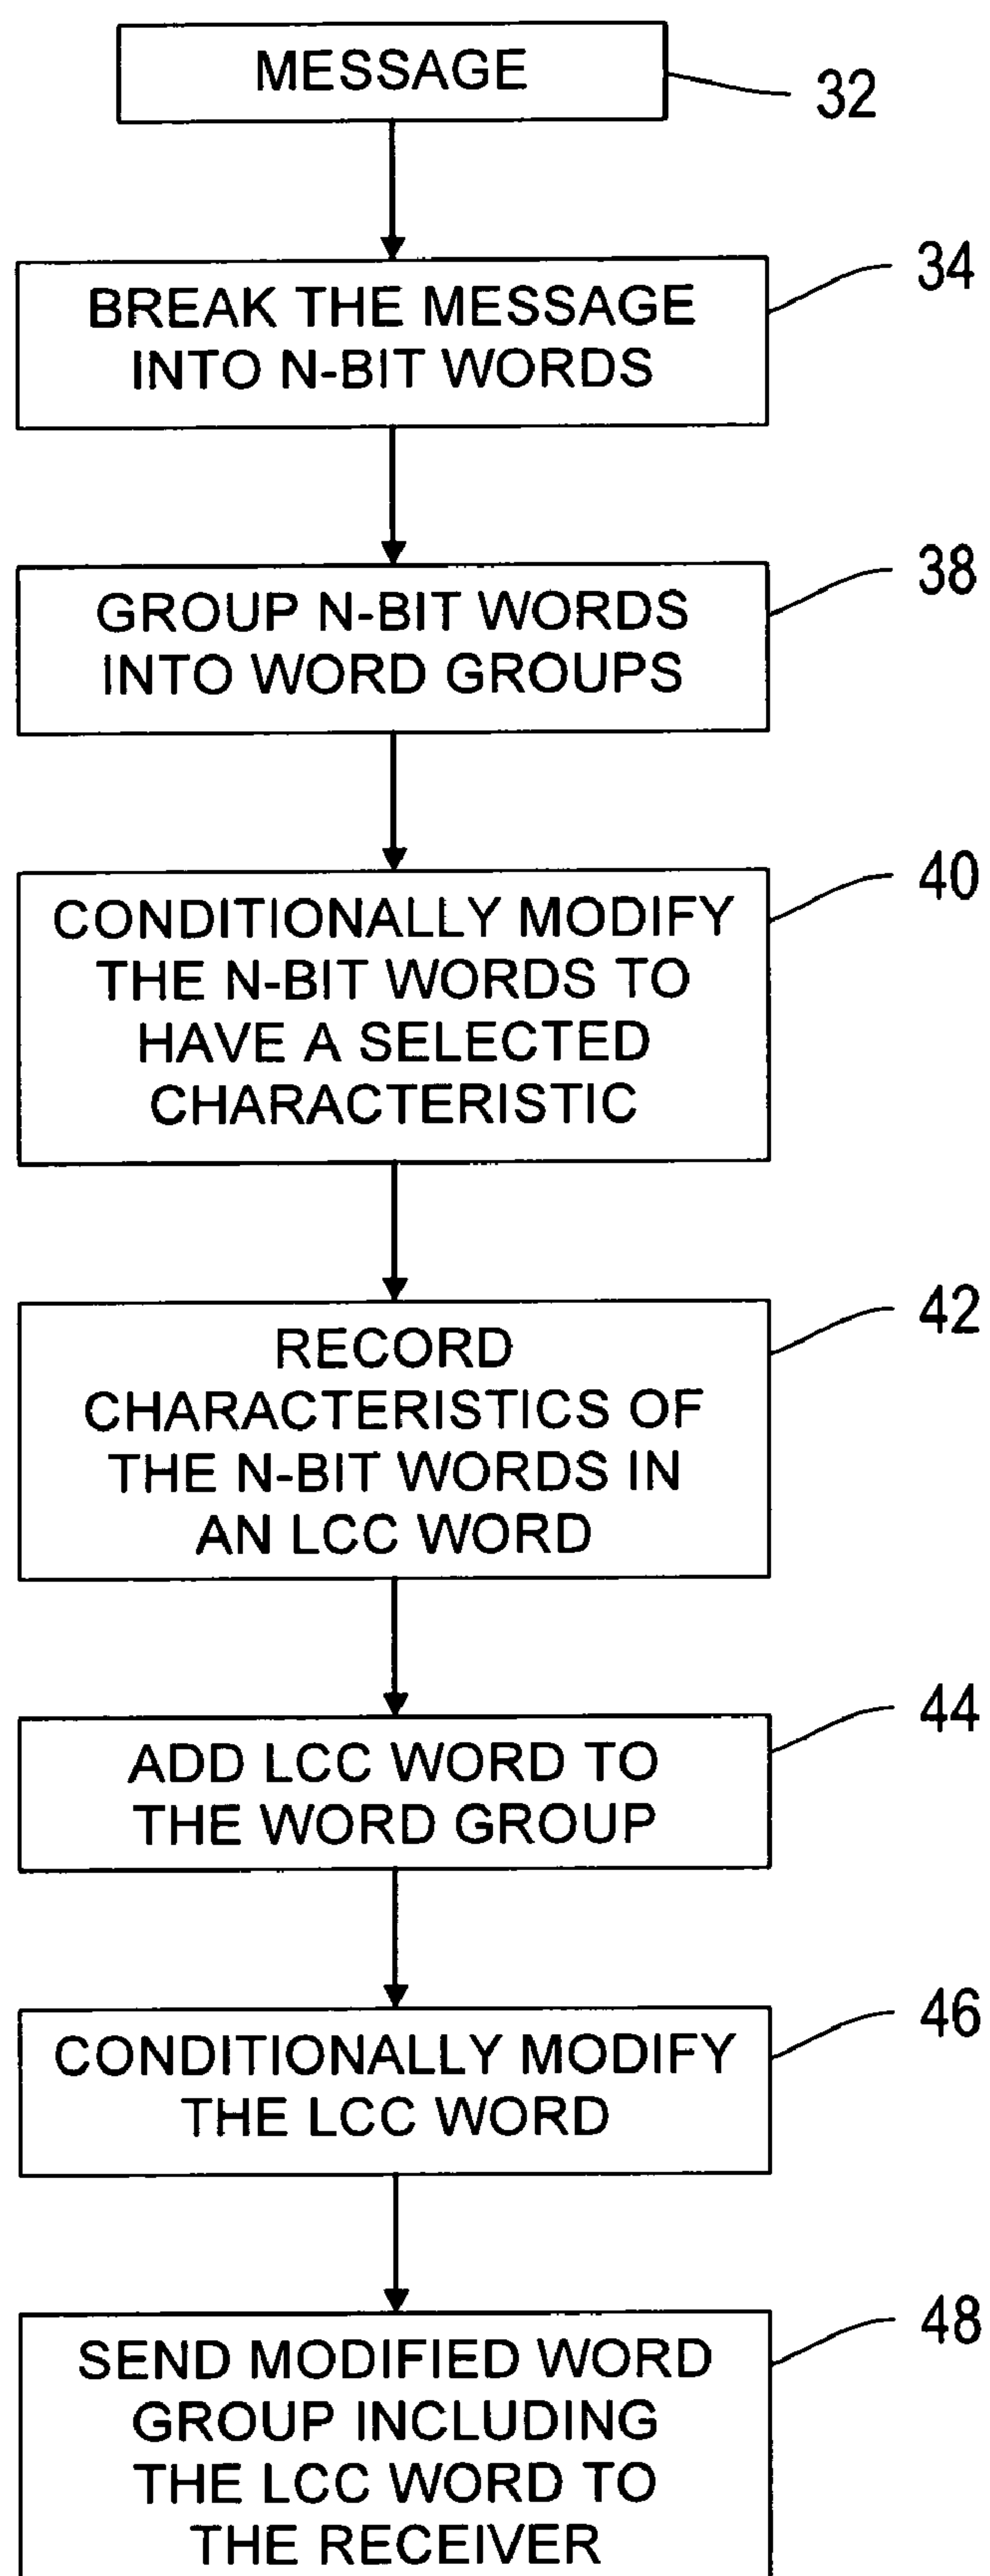 MESSAGE
32
34
BREAK THE MESSAGE
INTO N-BIT WORDS
38
GROUP N-BIT WORDS
INTO WORD GROUPS
40
CONDITIONALLY MODIFY
THE N-BIT WORDS TO
HAVE A SELECTED
CHARACTERISTIC
42
RECORD
CHARACTERISTICS OF
THE N-BIT WORDS IN
AN LCC WORD
44
ADD LCC WORD TO
THE WORD GROUP
46
CONDITIONALLY MODIFY
THE LCC WORD
48
SEND MODIFIED WORD
GROUP INCLUDING
THE LCC WORD TO
THE RECEIVER